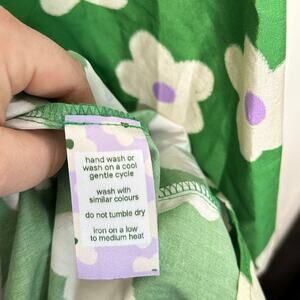 hand wash or
wash on a cool
gentle cycle
wash with
similar colours
do not tumble dry
iron on a low
to medium heat